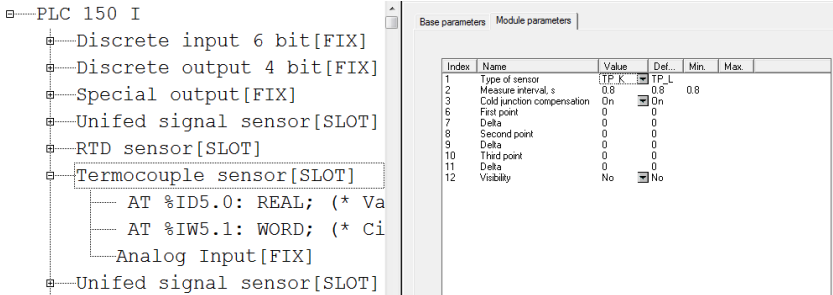 PLC 150 I
Discrete input 6 bit[FIX]
Discrete output 4 bit[FIX]
Special output[FIX]
Unifed signal sensor[SLOT]
RTD sensor[SLOT]
Termocouple sensor[SLOT]
AT %ID5.0: REAL; (* Va
AT %IW5.1: WORD; (* Ci
Analog Input[FIX]
Unifed signal sensor[SLOT]
Base parameters Module parameters
Index Name Value Def... Min. Max.
1 Type of sensor TP_K TP_L
2 Measure interval, s 0.8 0.8 0.8
3 Cold junction compensation On On
6 First point 0 0
7 Delta 0 0
8 Second point 0 0
9 Delta 0 0
10 Third point 0 0
11 Delta 0 0
12 Visibility No No